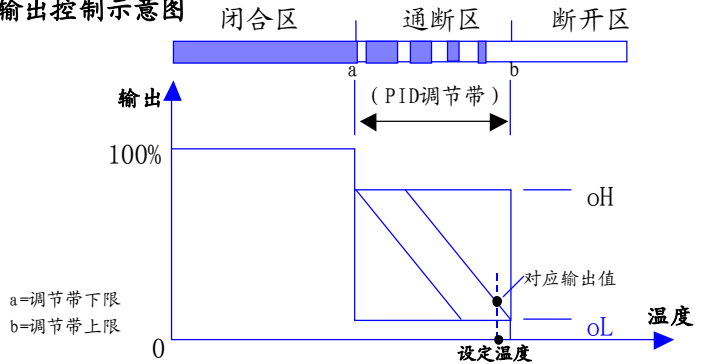 输出控制示意图
闭合区 通断区 断开区
a b
(PID调节带)
输出
100%
oH
对应输出值
a=调节带下限
b=调节带上限
oL 温度
0 设定温度